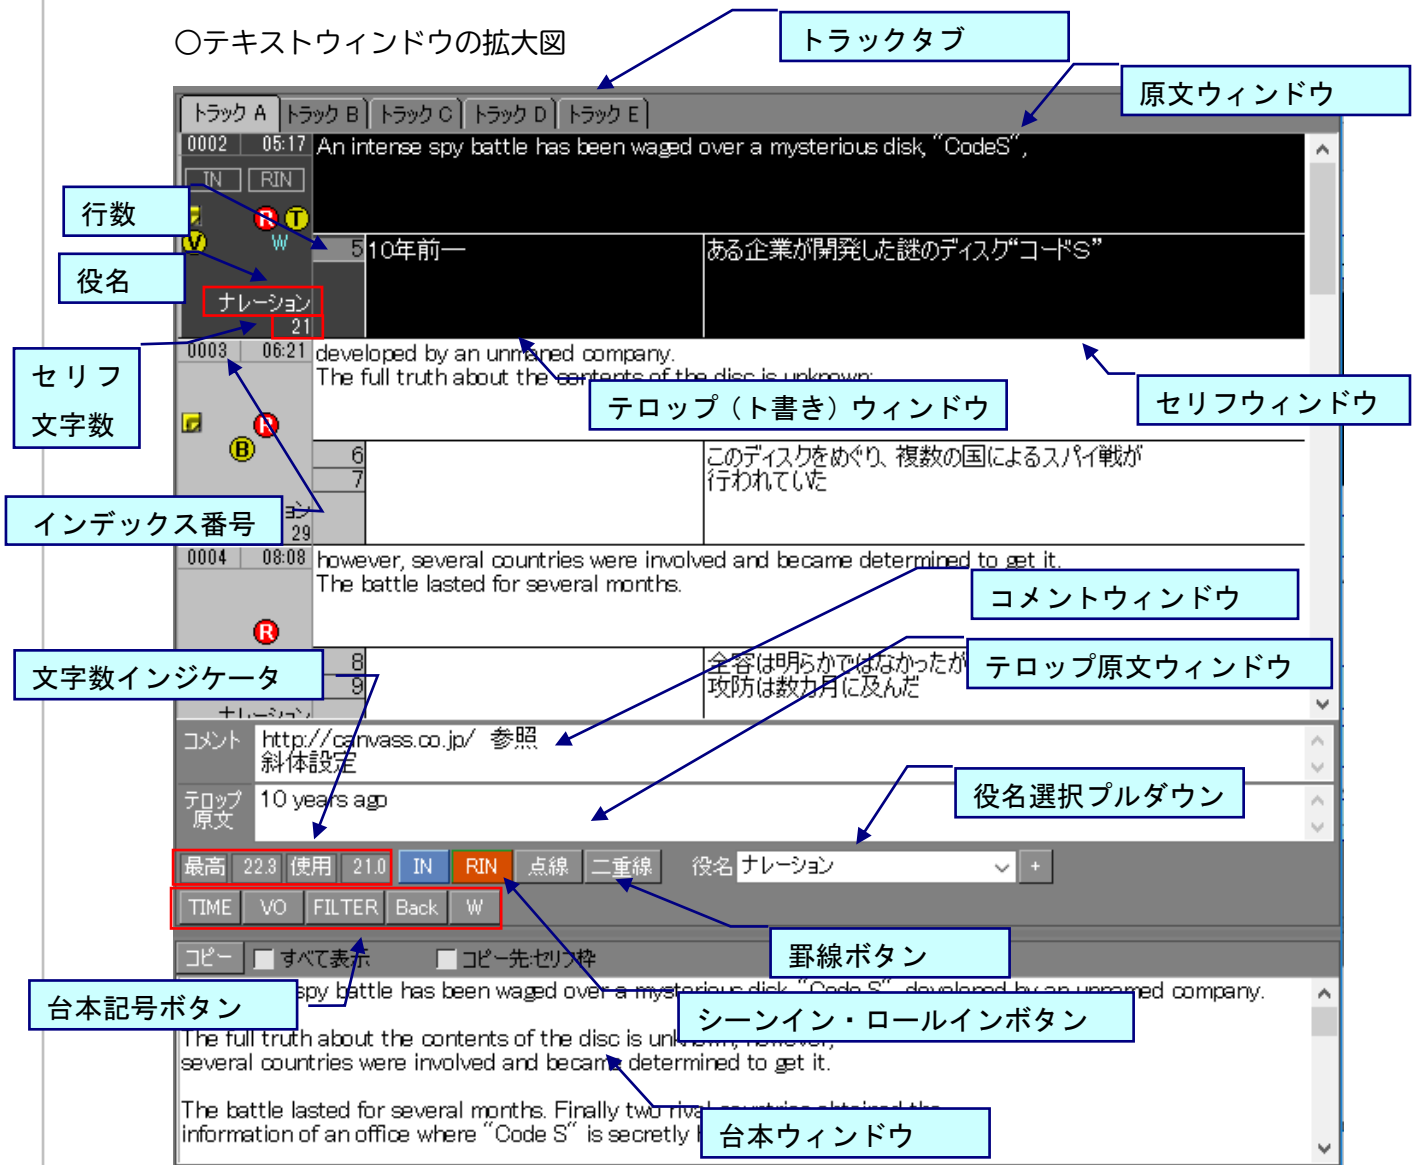 〇テキストウィンドウの拡大図
トラックタブ
原文ウィンドウ
トラック A トラック B トラック C トラック D トラック E
0002 05:17 An intense spy battle has been waged over a mysterious disk, "CodeS",
IN RIN
行数
R T
V W
5 10年前― ある企業が開発した謎のディスク“コードS”
役名
ナレーション
21
セリフ
文字数
0003 06:21 developed by an unmaned company.
The full truth about the contents of the disc is unknown;
テロップ（ト書き）ウィンドウ
セリフウィンドウ
R
B
6 このディスクをめぐり、複数の国によるスパイ戦が
7 行われていた
インデックス番号
ョン
29
0004 08:08 however, several countries were involved and became determined to get it.
The battle lasted for several months.
コメントウィンドウ
R
文字数インジケータ
8 全容は明らかではなかったが
9 攻防は数カ月に及んだ
テロップ原文ウィンドウ
ナレーション
コメント http://canvass.co.jp/ 参照
斜体設定
テロップ原文 10 years ago
役名選択プルダウン
最高 22.3 使用 21.0 IN RIN 点線 二重線 役名 ナレーション +
TIME VO FILTER Back W
罫線ボタン
コピー すべて表示 コピー先:セリフ枠
台本記号ボタン
spy battle has been waged over a mysterious disk, "Code S", developed by an unnamed company.
シーンイン・ロールインボタン
The full truth about the contents of the disc is unknown, however,
several countries were involved and became determined to get it.
The battle lasted for several months. Finally two rival countries obtained the
information of an office where "Code S" is secretly
台本ウィンドウ